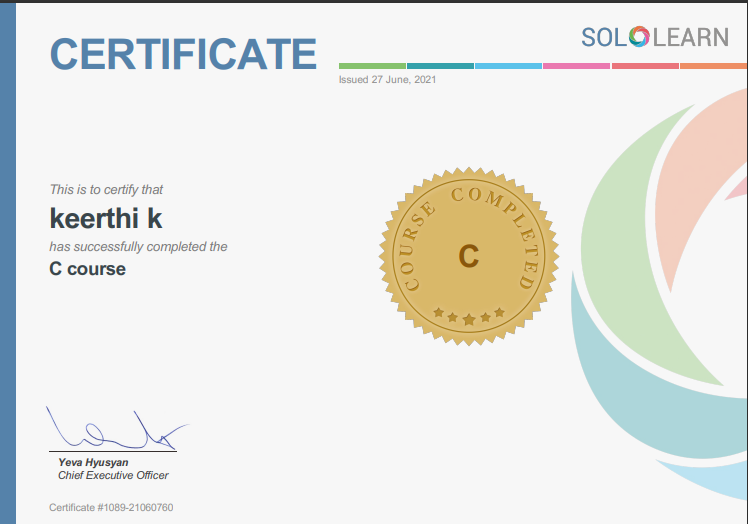 CERTIFICATE
SOLOLEARN
Issued 27 June, 2021
This is to certify that
keerthi k
has successfully completed the
C course
COURSE COMPLETED
C
Yeva Hyusyan
Chief Executive Officer
Certificate #1089-21060760